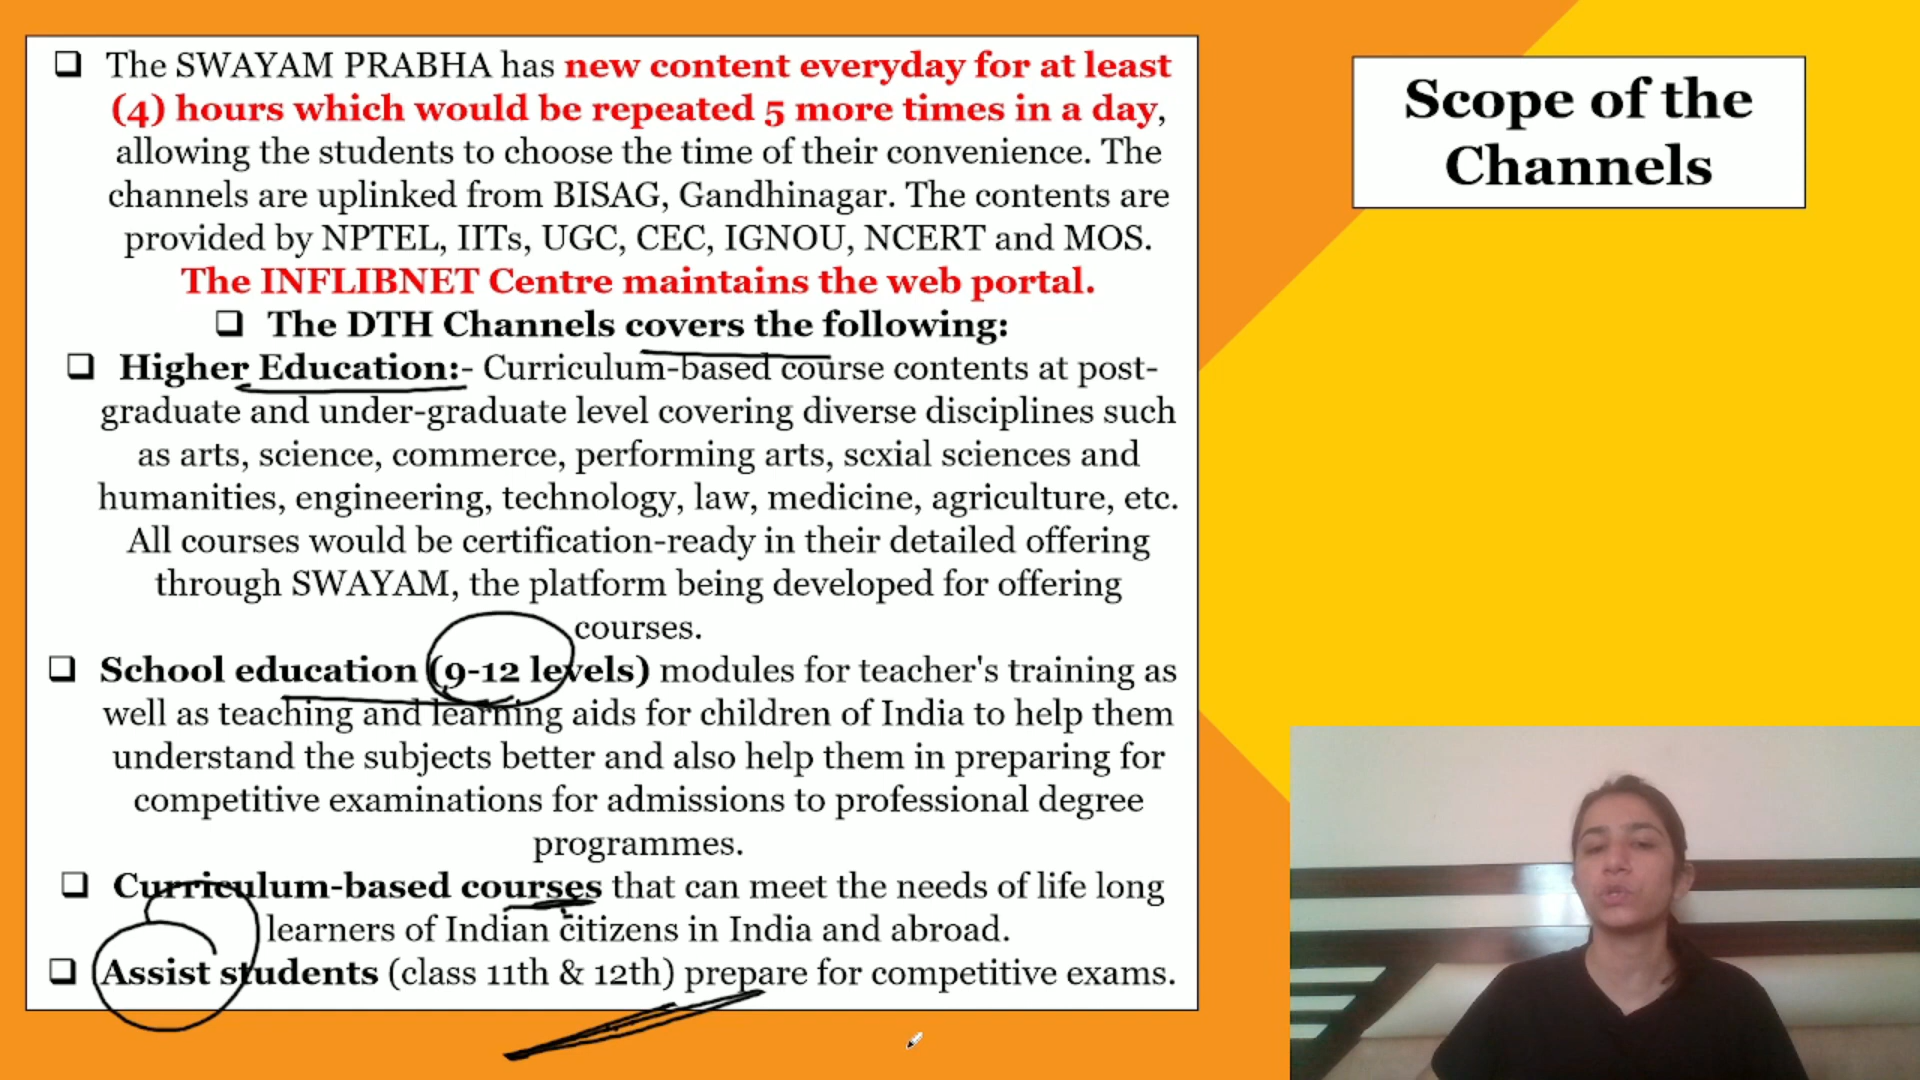 ❑ The SWAYAM PRABHA has new content everyday for at least
(4) hours which would be repeated 5 more times in a day,
allowing the students to choose the time of their convenience. The
channels are uplinked from BISAG, Gandhinagar. The contents are
provided by NPTEL, IITs, UGC, CEC, IGNOU, NCERT and MOS.
The INFLIBNET Centre maintains the web portal.
❑ The DTH Channels covers the following:
❑ Higher Education:- Curriculum-based course contents at post-
graduate and under-graduate level covering diverse disciplines such
as arts, science, commerce, performing arts, scxial sciences and
humanities, engineering, technology, law, medicine, agriculture, etc.
All courses would be certification-ready in their detailed offering
through SWAYAM, the platform being developed for offering
courses.
❑ School education (9-12 levels) modules for teacher's training as
well as teaching and learning aids for children of India to help them
understand the subjects better and also help them in preparing for
competitive examinations for admissions to professional degree
programmes.
❑ Curriculum-based courses that can meet the needs of life long
learners of Indian citizens in India and abroad.
❑ Assist students (class 11th & 12th) prepare for competitive exams.
Scope of the
Channels